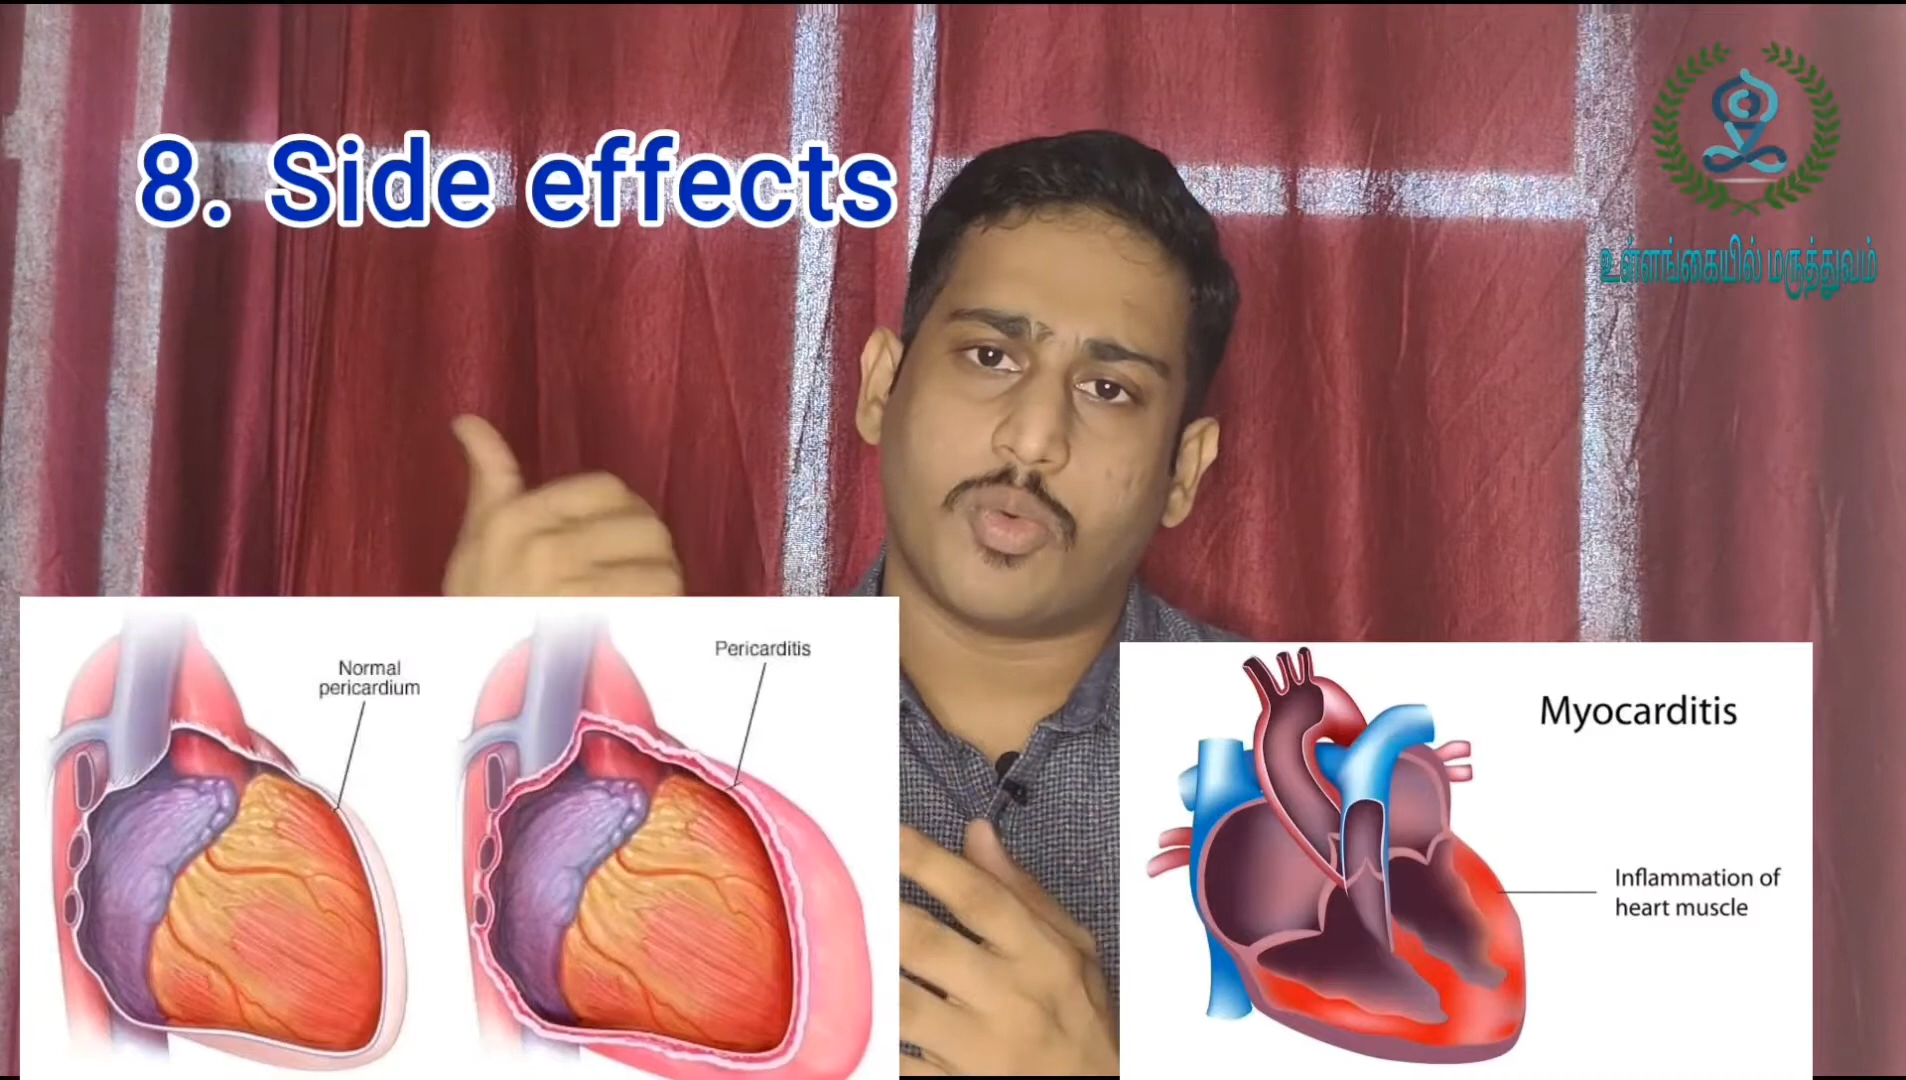 8. Side effects
உள்ளங்கையில் மருத்துவம்
Normal
pericardium
Pericarditis
Myocarditis
Inflammation of
heart muscle